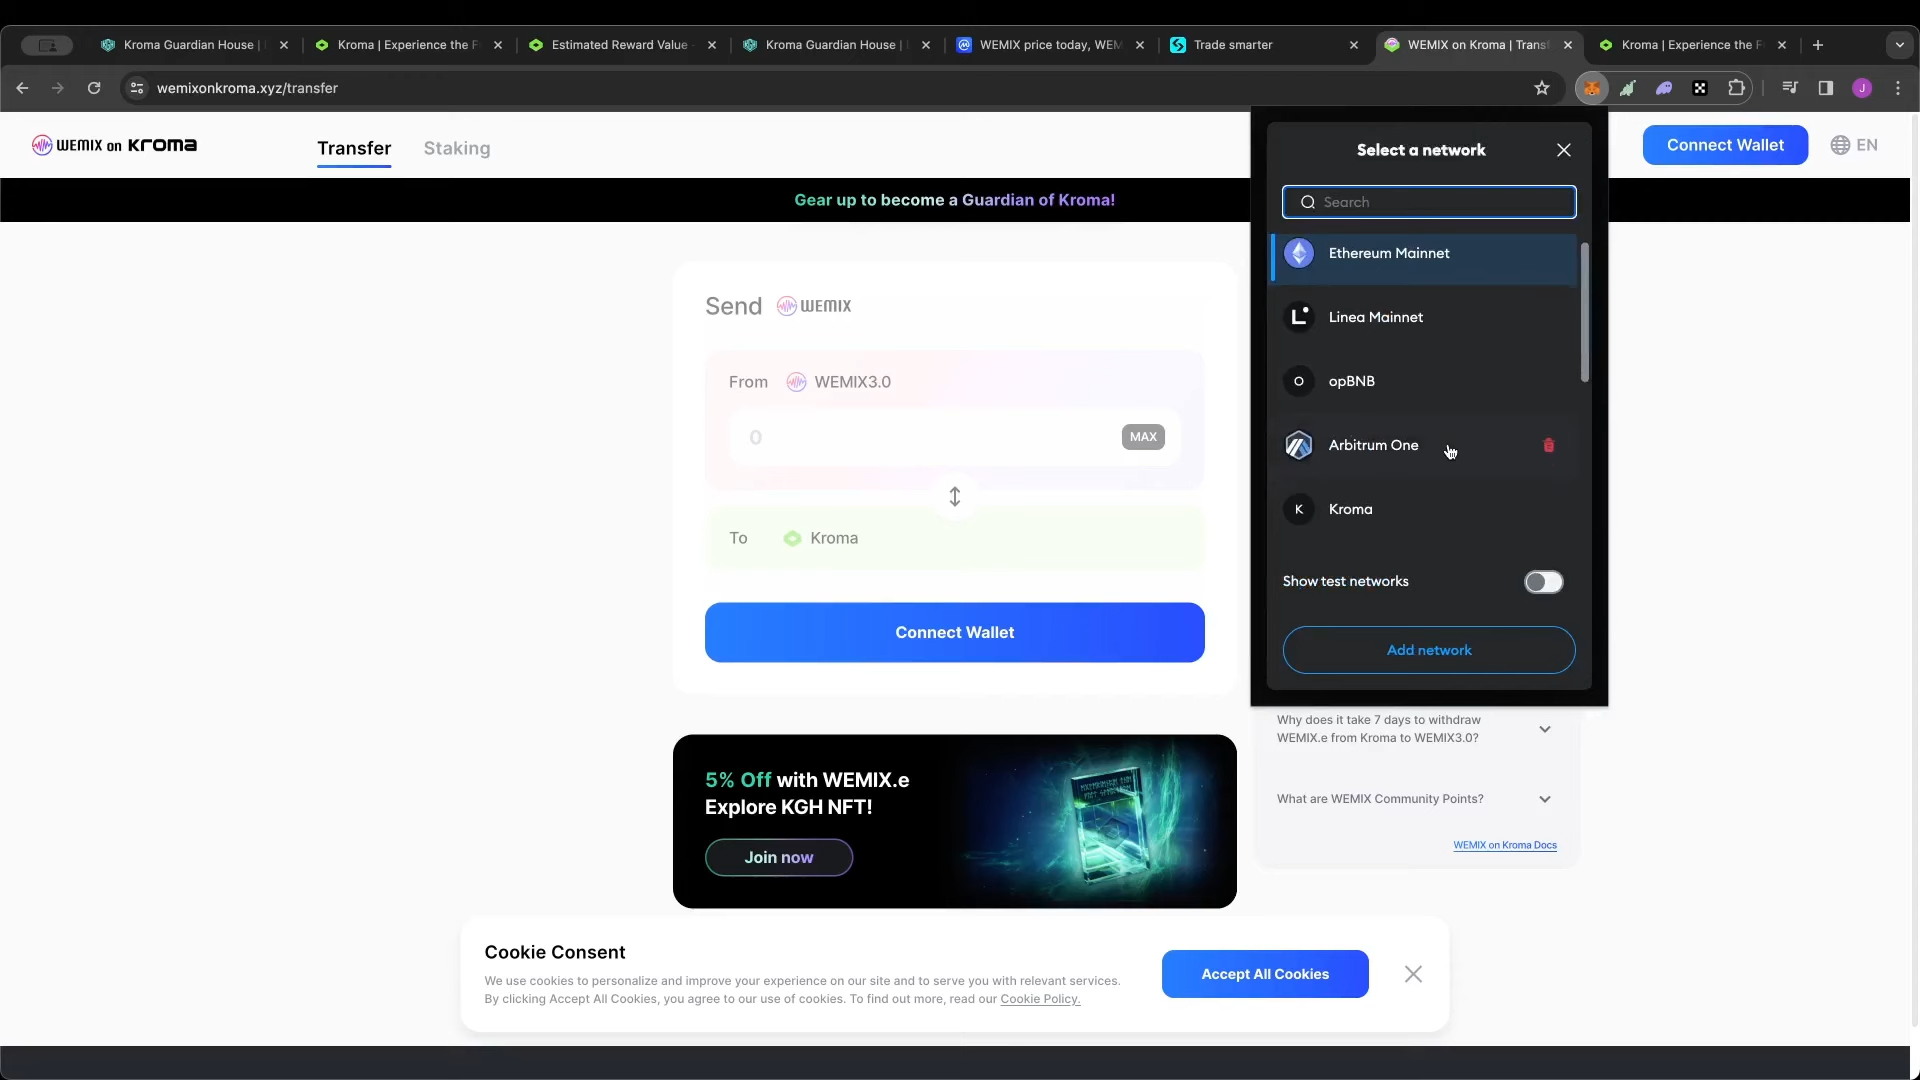 Kroma Guardian House |
Kroma | Experience the F
Estimated Reward Value
Kroma Guardian House |
WEMIX price today, WEM
Trade smarter
WEMIX on Kroma | Trans
Kroma | Experience the F
wemixonkroma.xyz/transfer
J
WEMIX on KROMA
Transfer
Staking
Connect Wallet
EN
Gear up to become a Guardian of Kroma!
Send WEMIX
From WEMIX3.0
0
MAX
To Kroma
Connect Wallet
Select a network
Search
Ethereum Mainnet
L Linea Mainnet
O opBNB
Arbitrum One
K Kroma
Show test networks
Add network
Why does it take 7 days to withdraw
WEMIX.e from Kroma to WEMIX3.0?
What are WEMIX Community Points?
WEMIX on Kroma Docs
5% Off with WEMIX.e
Explore KGH NFT!
Join now
Cookie Consent
We use cookies to personalize and improve your experience on our site and to serve you with relevant services.
By clicking Accept All Cookies, you agree to our use of cookies. To find out more, read our Cookie Policy.
Accept All Cookies